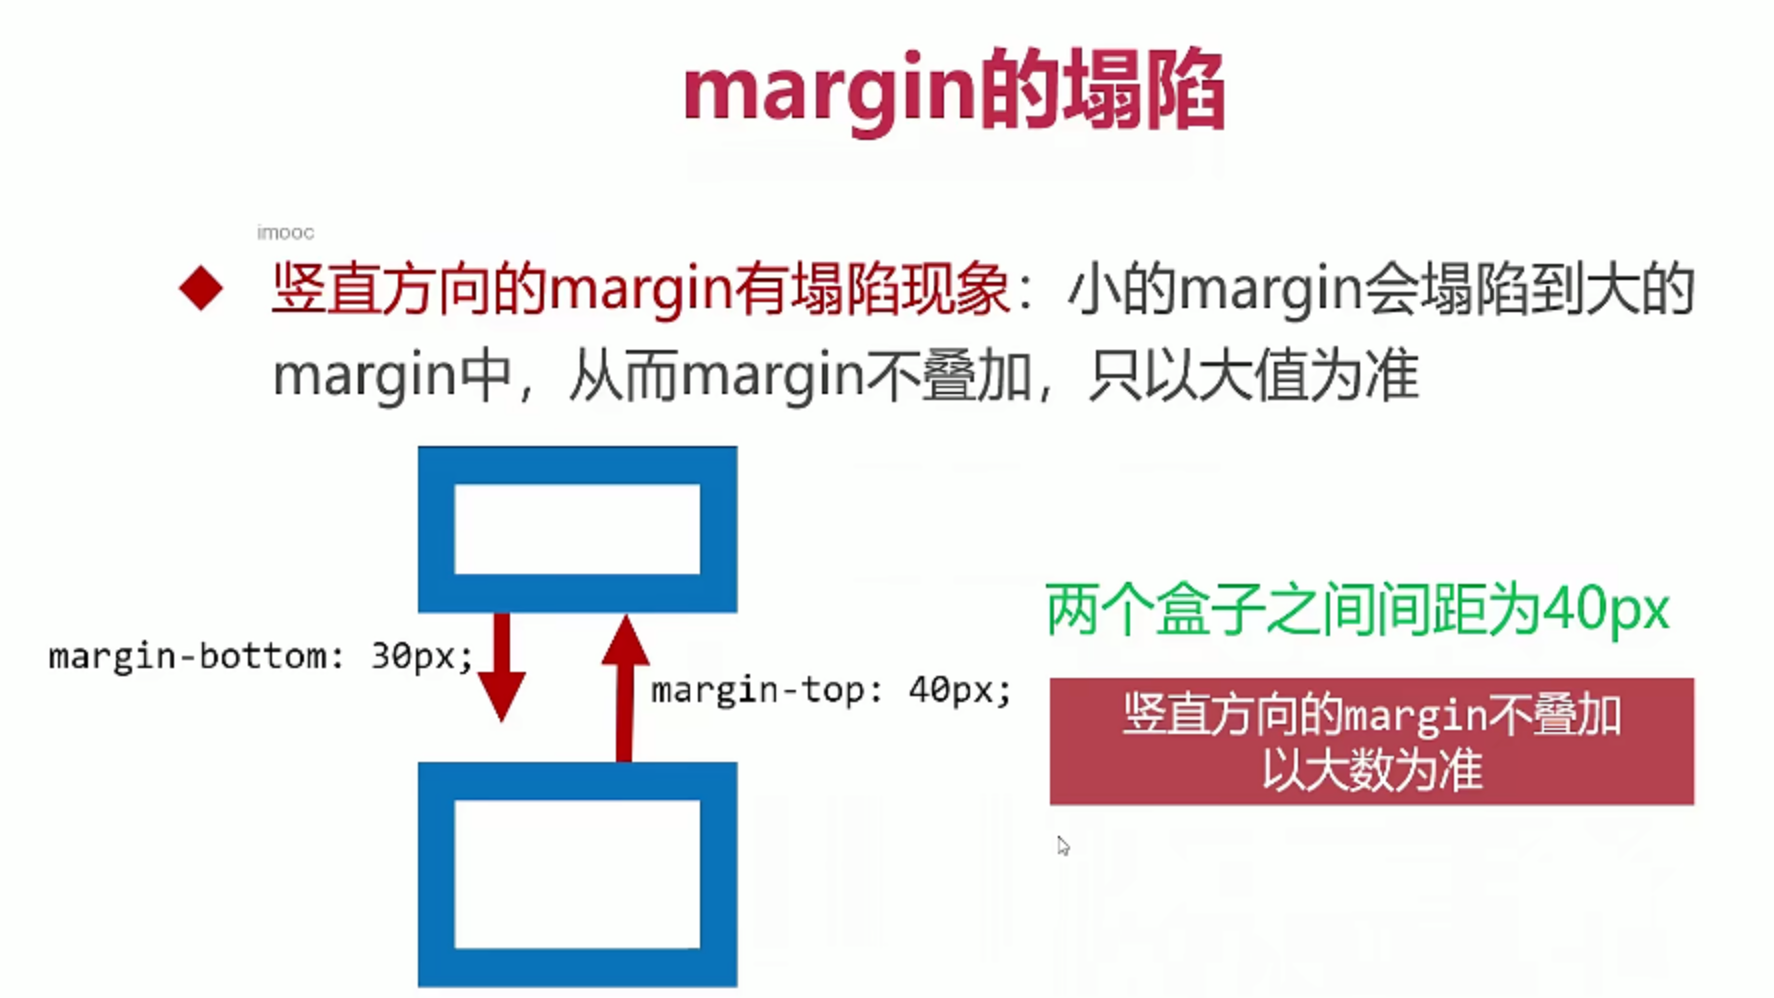 margin的塌陷
imooc
竖直方向的margin有塌陷现象：小的margin会塌陷到大的
margin中，从而margin不叠加，只以大值为准
margin-bottom: 30px;
margin-top: 40px;
两个盒子之间间距为40px
竖直方向的margin不叠加
以大数为准